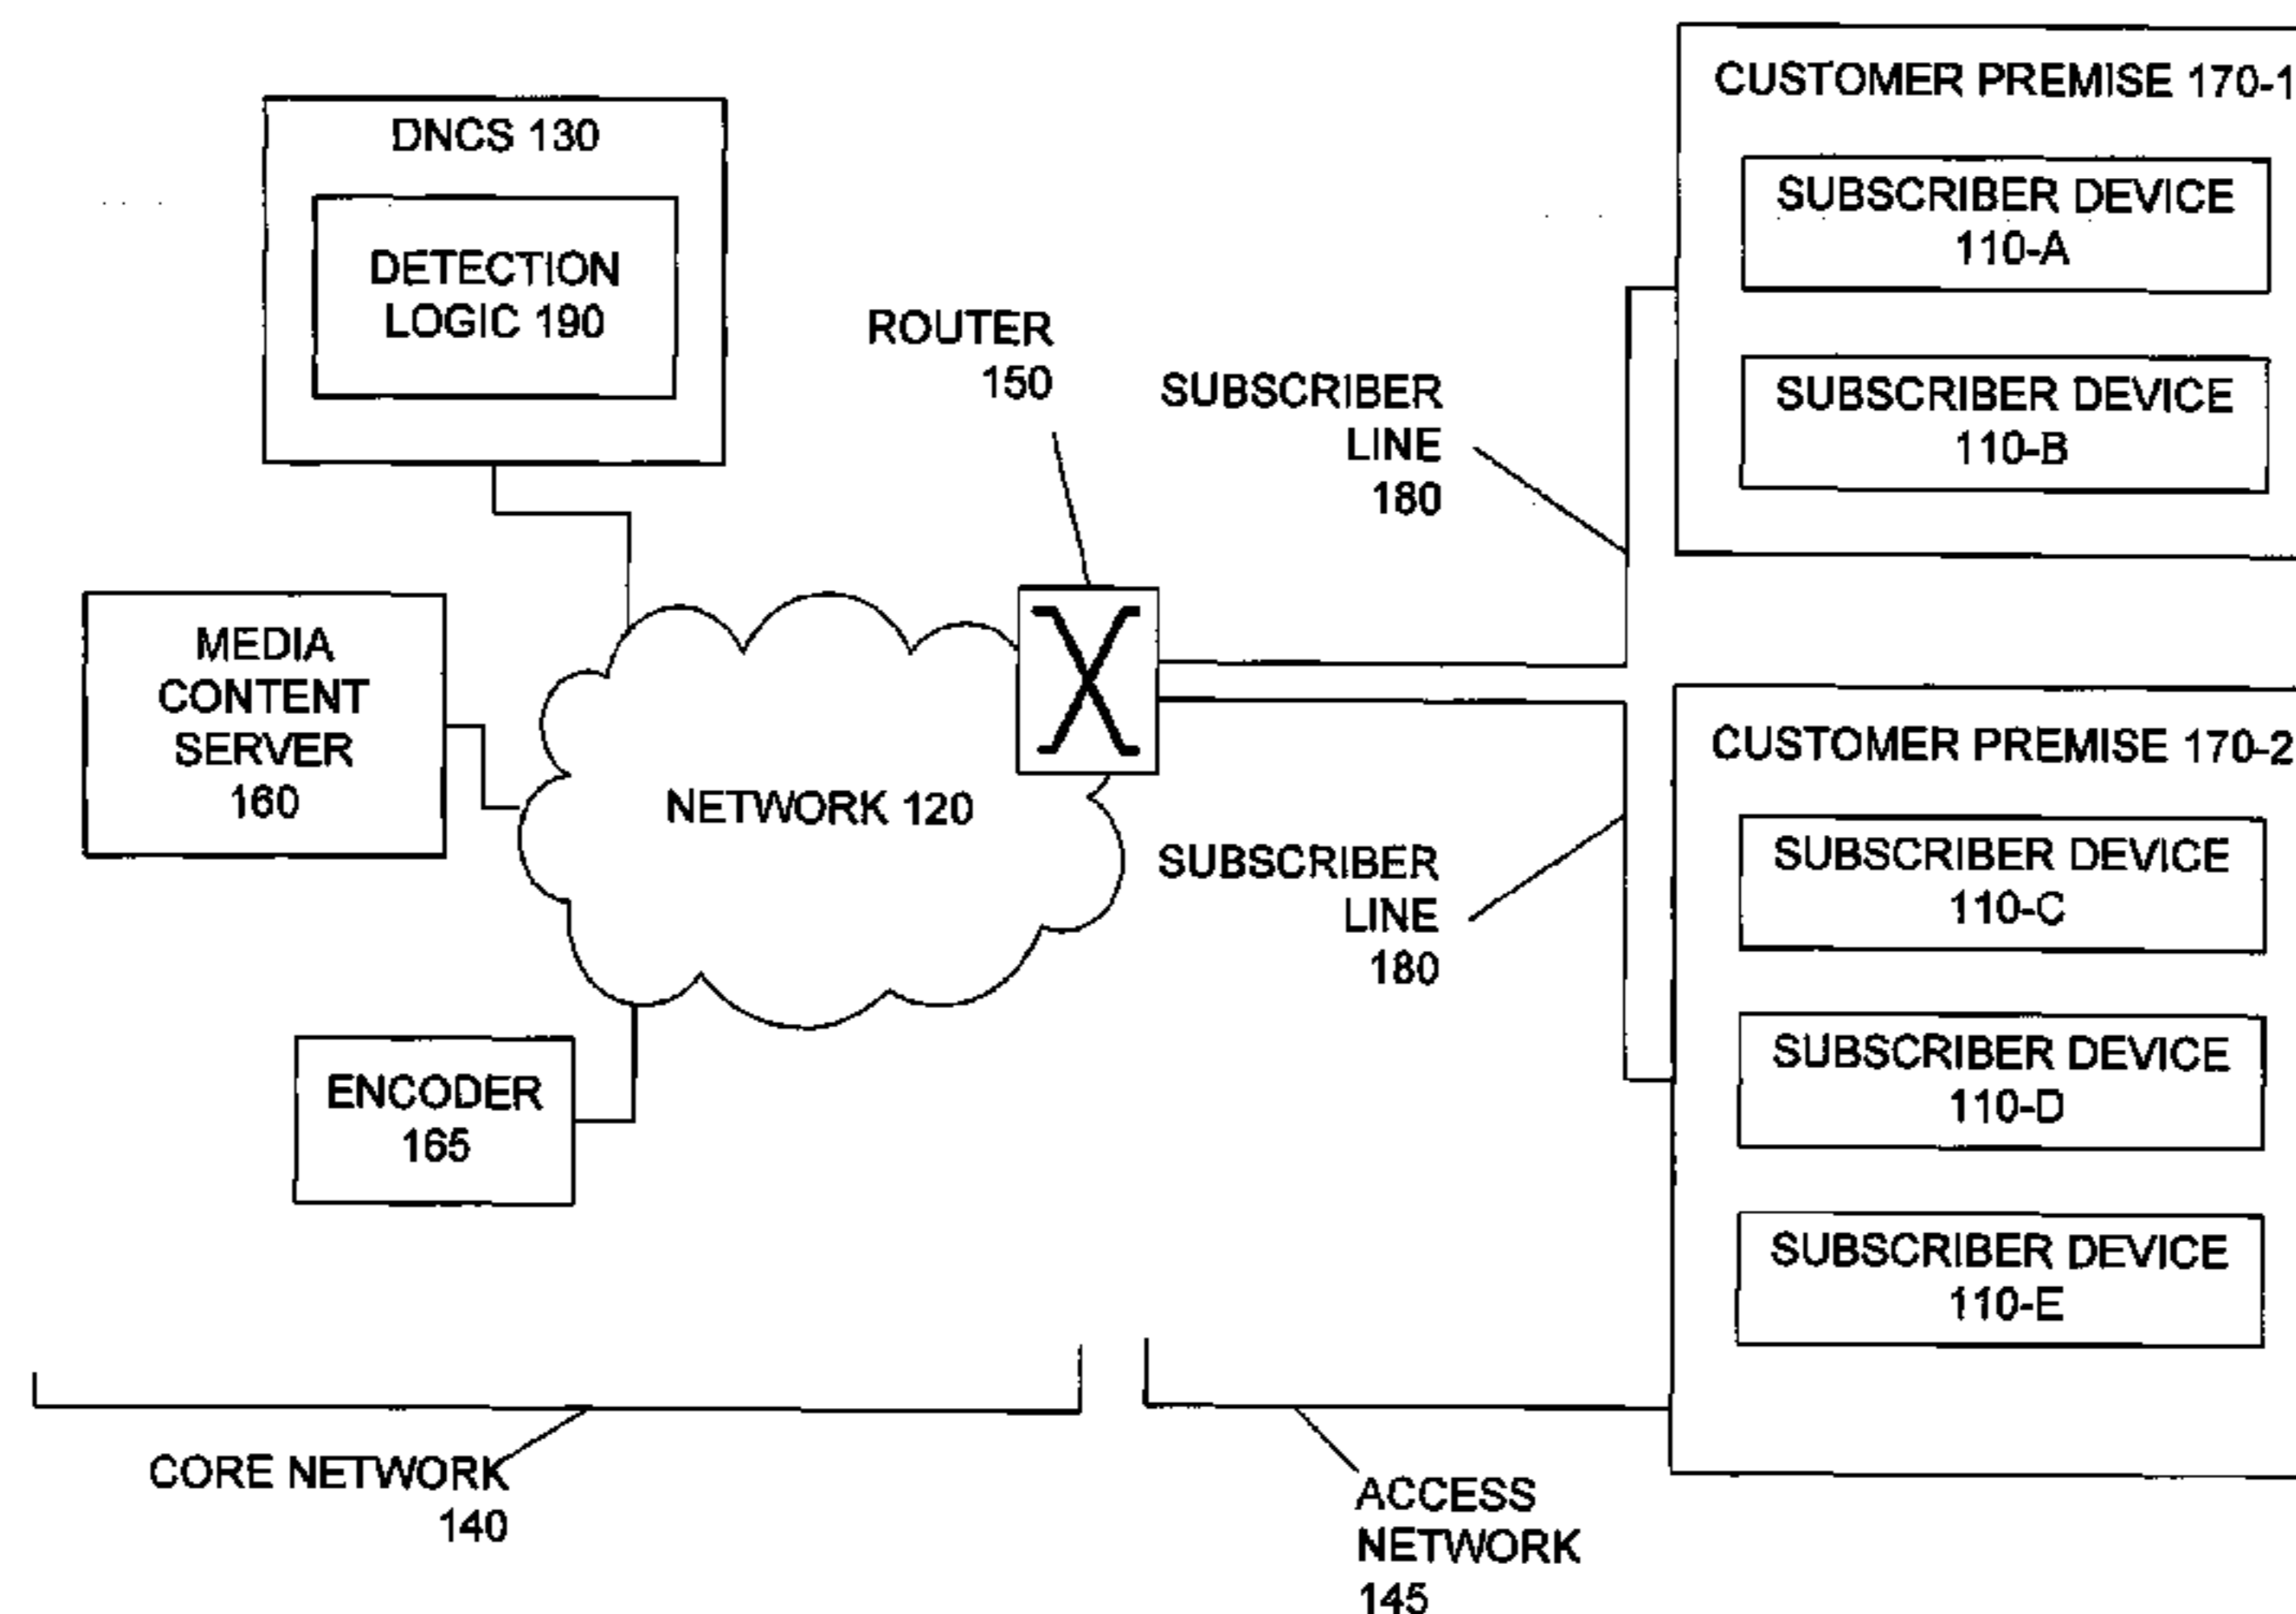 CUSTOMER PREMISE 170-1
SUBSCRIBER DEVICE
110-A
SUBSCRIBER DEVICE
110-B
DNCS 130
DETECTION
LOGIC 190
ROUTER
150
SUBSCRIBER
LINE
180
MEDIA
CONTENT
SERVER
160
NETWORK 120
SUBSCRIBER
LINE
180
CUSTOMER PREMISE 170-2
SUBSCRIBER DEVICE
110-C
SUBSCRIBER DEVICE
110-D
SUBSCRIBER DEVICE
110-E
ENCODER
165
CORE NETWORK
140
ACCESS
NETWORK
145